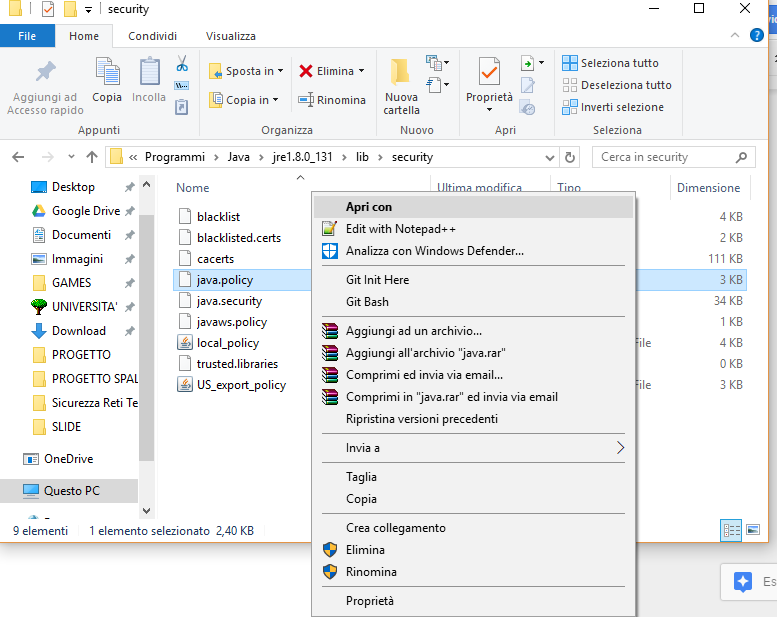 security
File Home Condividi Visualizza
Aggiungi ad Accesso rapido
Copia
Incolla
Appunti
Sposta in
Copia in
Elimina
Rinomina
Organizza
Nuova cartella
Nuovo
Proprietà
Apri
Seleziona tutto
Deseleziona tutto
Inverti selezione
Seleziona
« Programmi > Java > jre1.8.0_131 > lib > security
Cerca in security
Desktop
Google Drive
Documenti
Immagini
GAMES
UNIVERSITA'
Download
PROGETTO
PROGETTO SPAL
Sicurezza Reti Te
SLIDE
OneDrive
Questo PC
Nome Ultima modifica Tipo Dimensione
blacklist 4 KB
blacklisted.certs 2 KB
cacerts 111 KB
java.policy 3 KB
java.security 34 KB
javaws.policy 1 KB
local_policy File 4 KB
trusted.libraries 0 KB
US_export_policy File 3 KB
Apri con
Edit with Notepad++
Analizza con Windows Defender...
Git Init Here
Git Bash
Aggiungi ad un archivio...
Aggiungi all'archivio "java.rar"
Comprimi ed invia via email...
Comprimi in "java.rar" ed invia via email
Ripristina versioni precedenti
Invia a
Taglia
Copia
Crea collegamento
Elimina
Rinomina
Proprietà
9 elementi 1 elemento selezionato 2,40 KB
Es